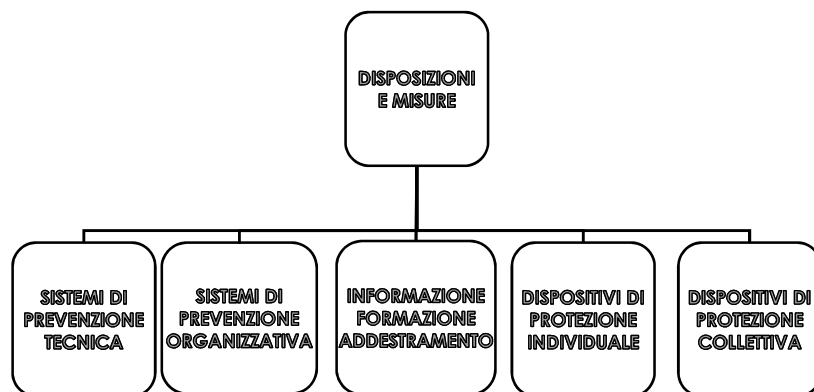 DISPOSIZIONI
E MISURE
SISTEMI DI
PREVENZIONE
TECNICA
SISTEMI DI
PREVENZIONE
ORGANIZZATIVA
INFORMAZIONE
FORMAZIONE
ADDESTRAMENTO
DISPOSITIVI DI
PROTEZIONE
INDIVIDUALE
DISPOSITIVI DI
PROTEZIONE
COLLETTIVA